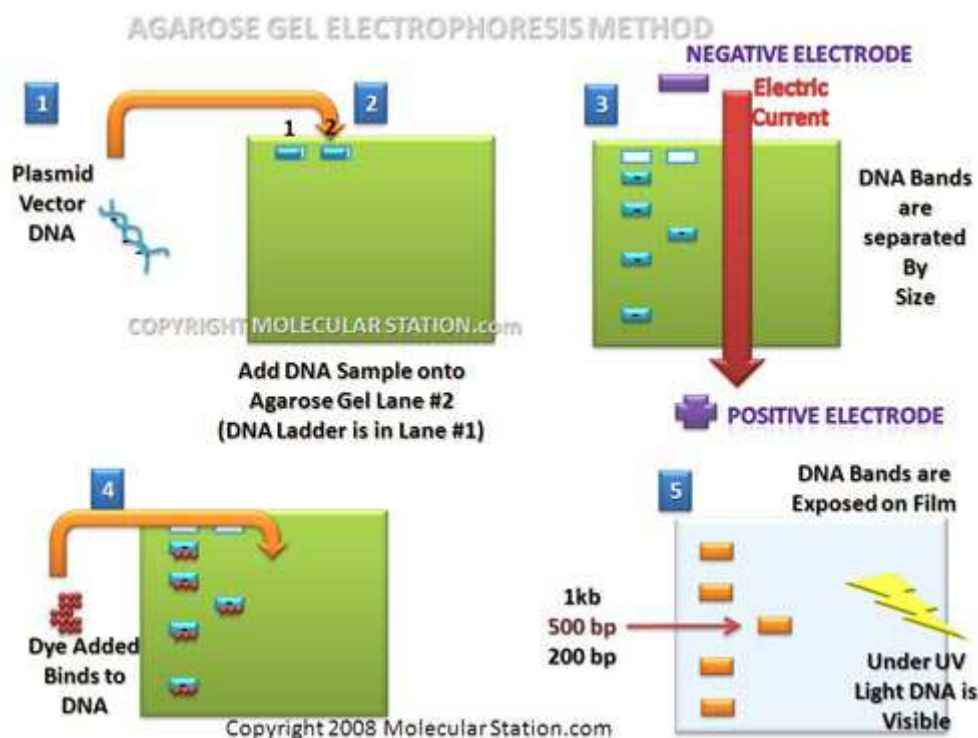 AGAROSE GEL ELECTROPHORESIS METHOD
1
Plasmid
Vector
DNA
2
1 2
COPYRIGHT MOLECULAR STATION.com
Add DNA Sample onto
Agarose Gel Lane #2
(DNA Ladder is in Lane #1)
3
NEGATIVE ELECTRODE
Electric
Current
DNA Bands
are
separated
By
Size
POSITIVE ELECTRODE
4
Dye Added
Binds to
DNA
5
DNA Bands are
Exposed on Film
1kb
500 bp
200 bp
Under UV
Light DNA is
Visible
Copyright 2008 MolecularStation.com